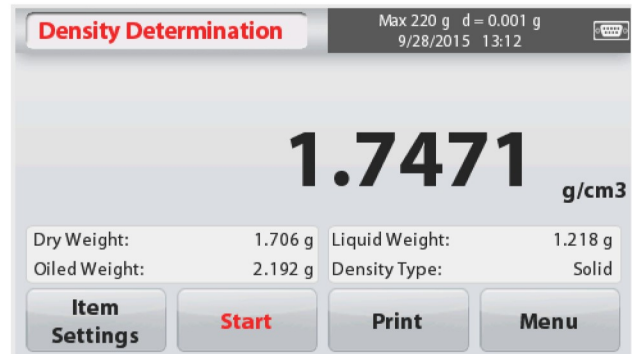 Density Determination
Max 220 g d = 0.001 g
9/28/2015 13:12
1.7471 g/cm3
Dry Weight: 1.706 g Liquid Weight: 1.218 g
Oiled Weight: 2.192 g Density Type: Solid
Item Settings
Start
Print
Menu